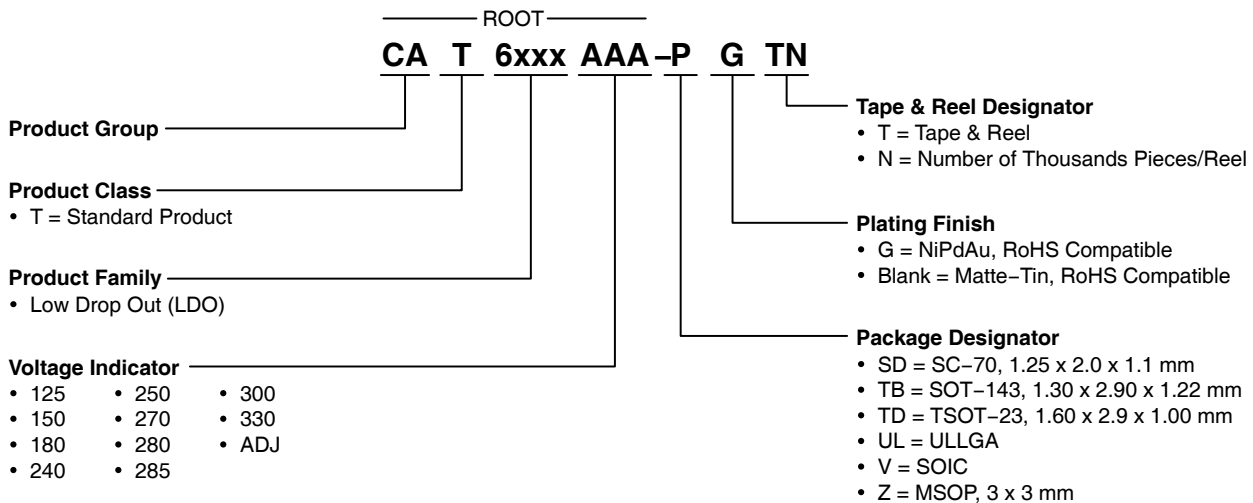 ROOT
CA T 6xxx AAA –P G TN
Product Group
Product Class
• T = Standard Product
Product Family
• Low Drop Out (LDO)
Voltage Indicator
• 125 • 250 • 300
• 150 • 270 • 330
• 180 • 280 • ADJ
• 240 • 285
Tape & Reel Designator
• T = Tape & Reel
• N = Number of Thousands Pieces/Reel
Plating Finish
• G = NiPdAu, RoHS Compatible
• Blank = Matte−Tin, RoHS Compatible
Package Designator
• SD = SC−70, 1.25 x 2.0 x 1.1 mm
• TB = SOT−143, 1.30 x 2.90 x 1.22 mm
• TD = TSOT−23, 1.60 x 2.9 x 1.00 mm
• UL = ULLGA
• V = SOIC
• Z = MSOP, 3 x 3 mm